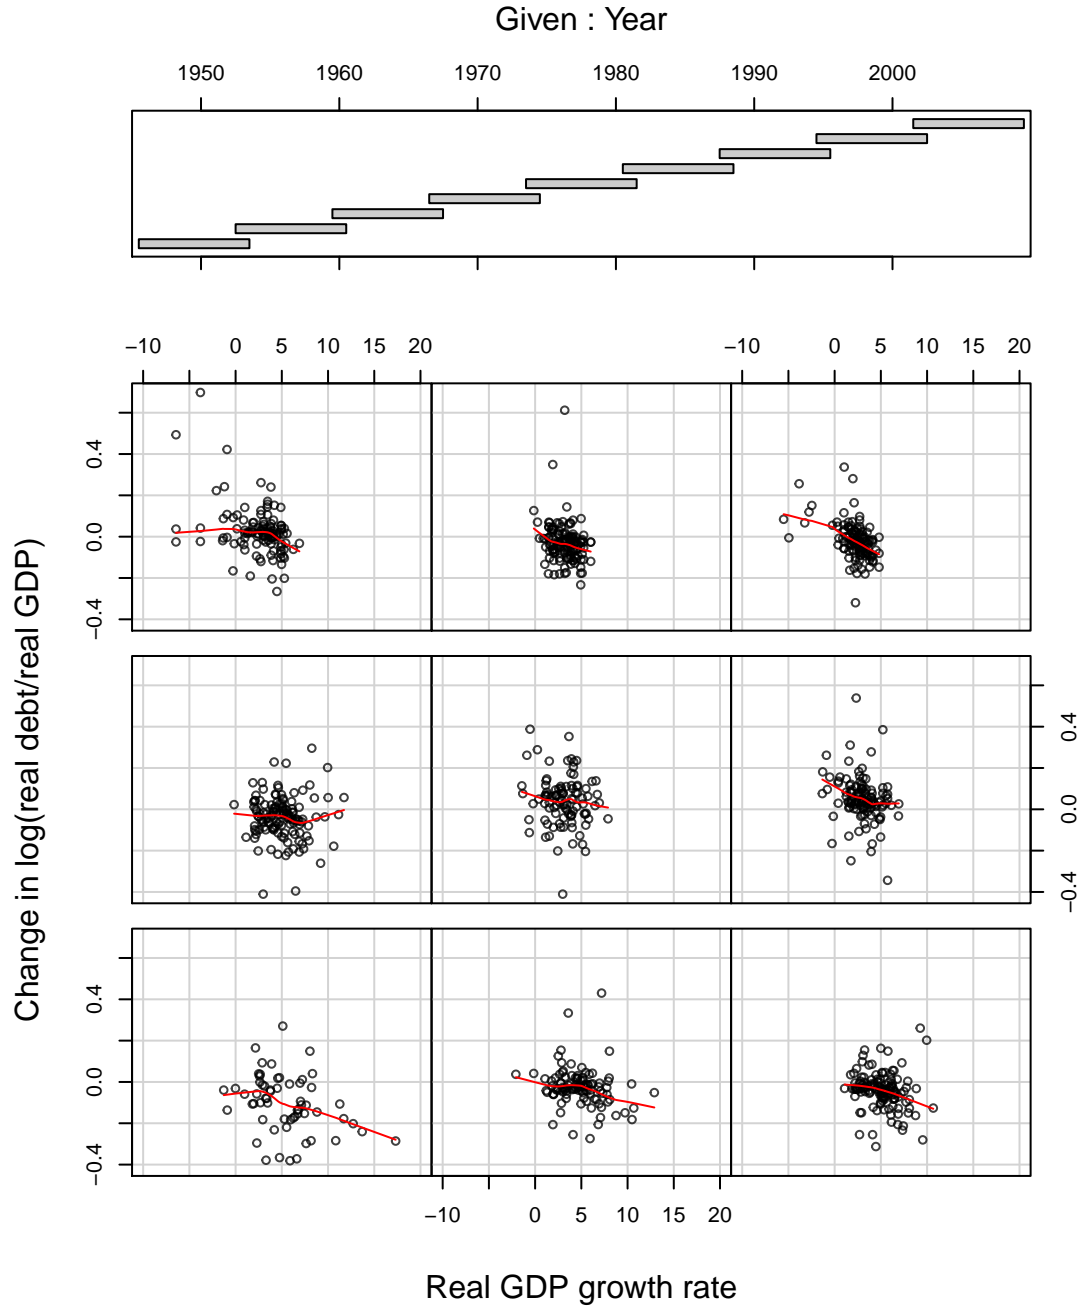 Given : Year
1950 1960 1970 1980 1990 2000
−10 0 5 10 15 20 −10 0 5 10 15 20
0.4
0.0
−0.4
0.4
0.0
−0.4
0.4
0.0
−0.4
−10 0 5 10 15 20
Change in log(real debt/real GDP)
Real GDP growth rate